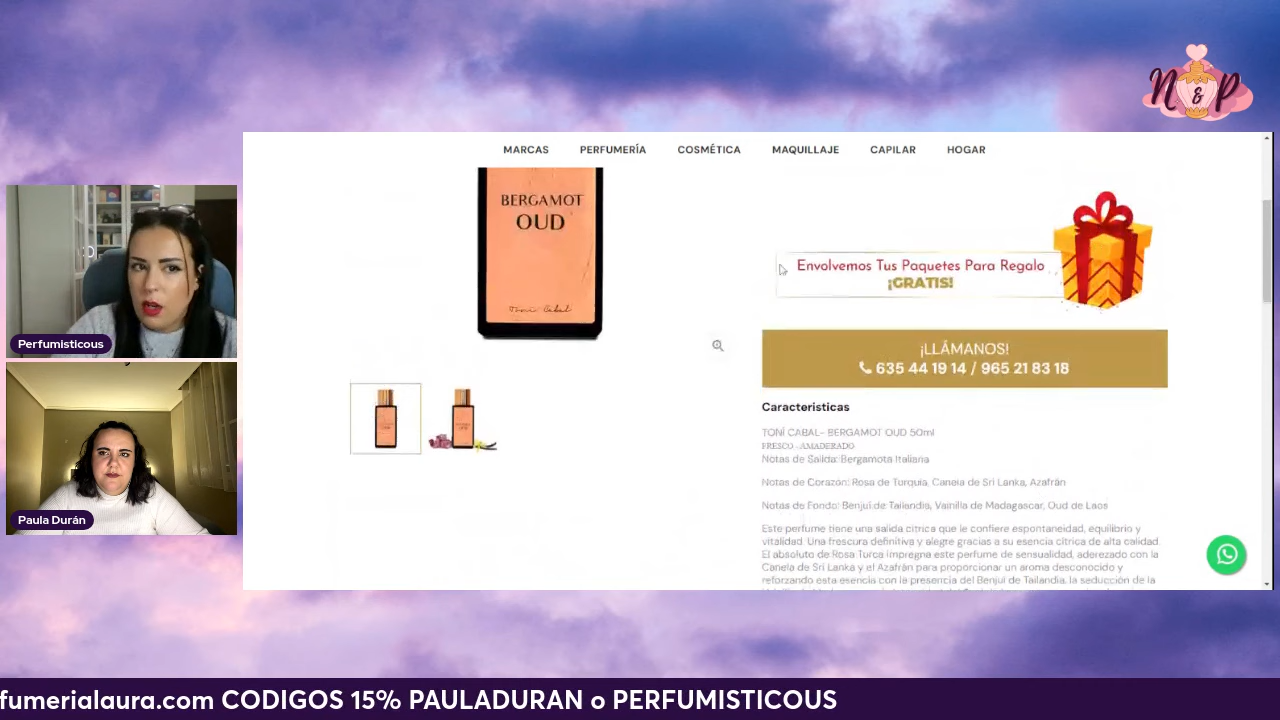 N & P
MARCAS PERFUMERÍA COSMÉTICA MAQUILLAJE CAPILAR HOGAR
BERGAMOT
OUD
Toni Cabal
Envolvemos Tus Paquetes Para Regalo
¡GRATIS!
¡LLÁMANOS!
635 44 19 14 / 965 21 83 18
Caracteristicas
TONI CABAL- BERGAMOT OUD 50ml
FRESCO - AMADERADO
Notas de Salida: Bergamota Italiana
Notas de Corazón: Rosa de Turquia, Canela de Sri Lanka, Azafrán
Notas de Fondo: Benjuí de Tailandia, Vainilla de Madagascar, Oud de Laos
Este perfume tiene una salida cítrica que le confiere espontaneidad, equilibrio y
vitalidad. Una frescura definitiva y alegre gracias a su esencia cítrica de alta calidad.
El absoluto de Rosa Turca impregna este perfume de sensualidad, aderezado con la
Canela de Sri Lanka y el Azafrán para proporcionar un aroma desconocido y
reforzando esta esencia con la presencia del Benjuí de Tailandia, la seducción de la
Perfumisticous
Paula Durán
fumerialaura.com CODIGOS 15% PAULADURAN o PERFUMISTICOUS